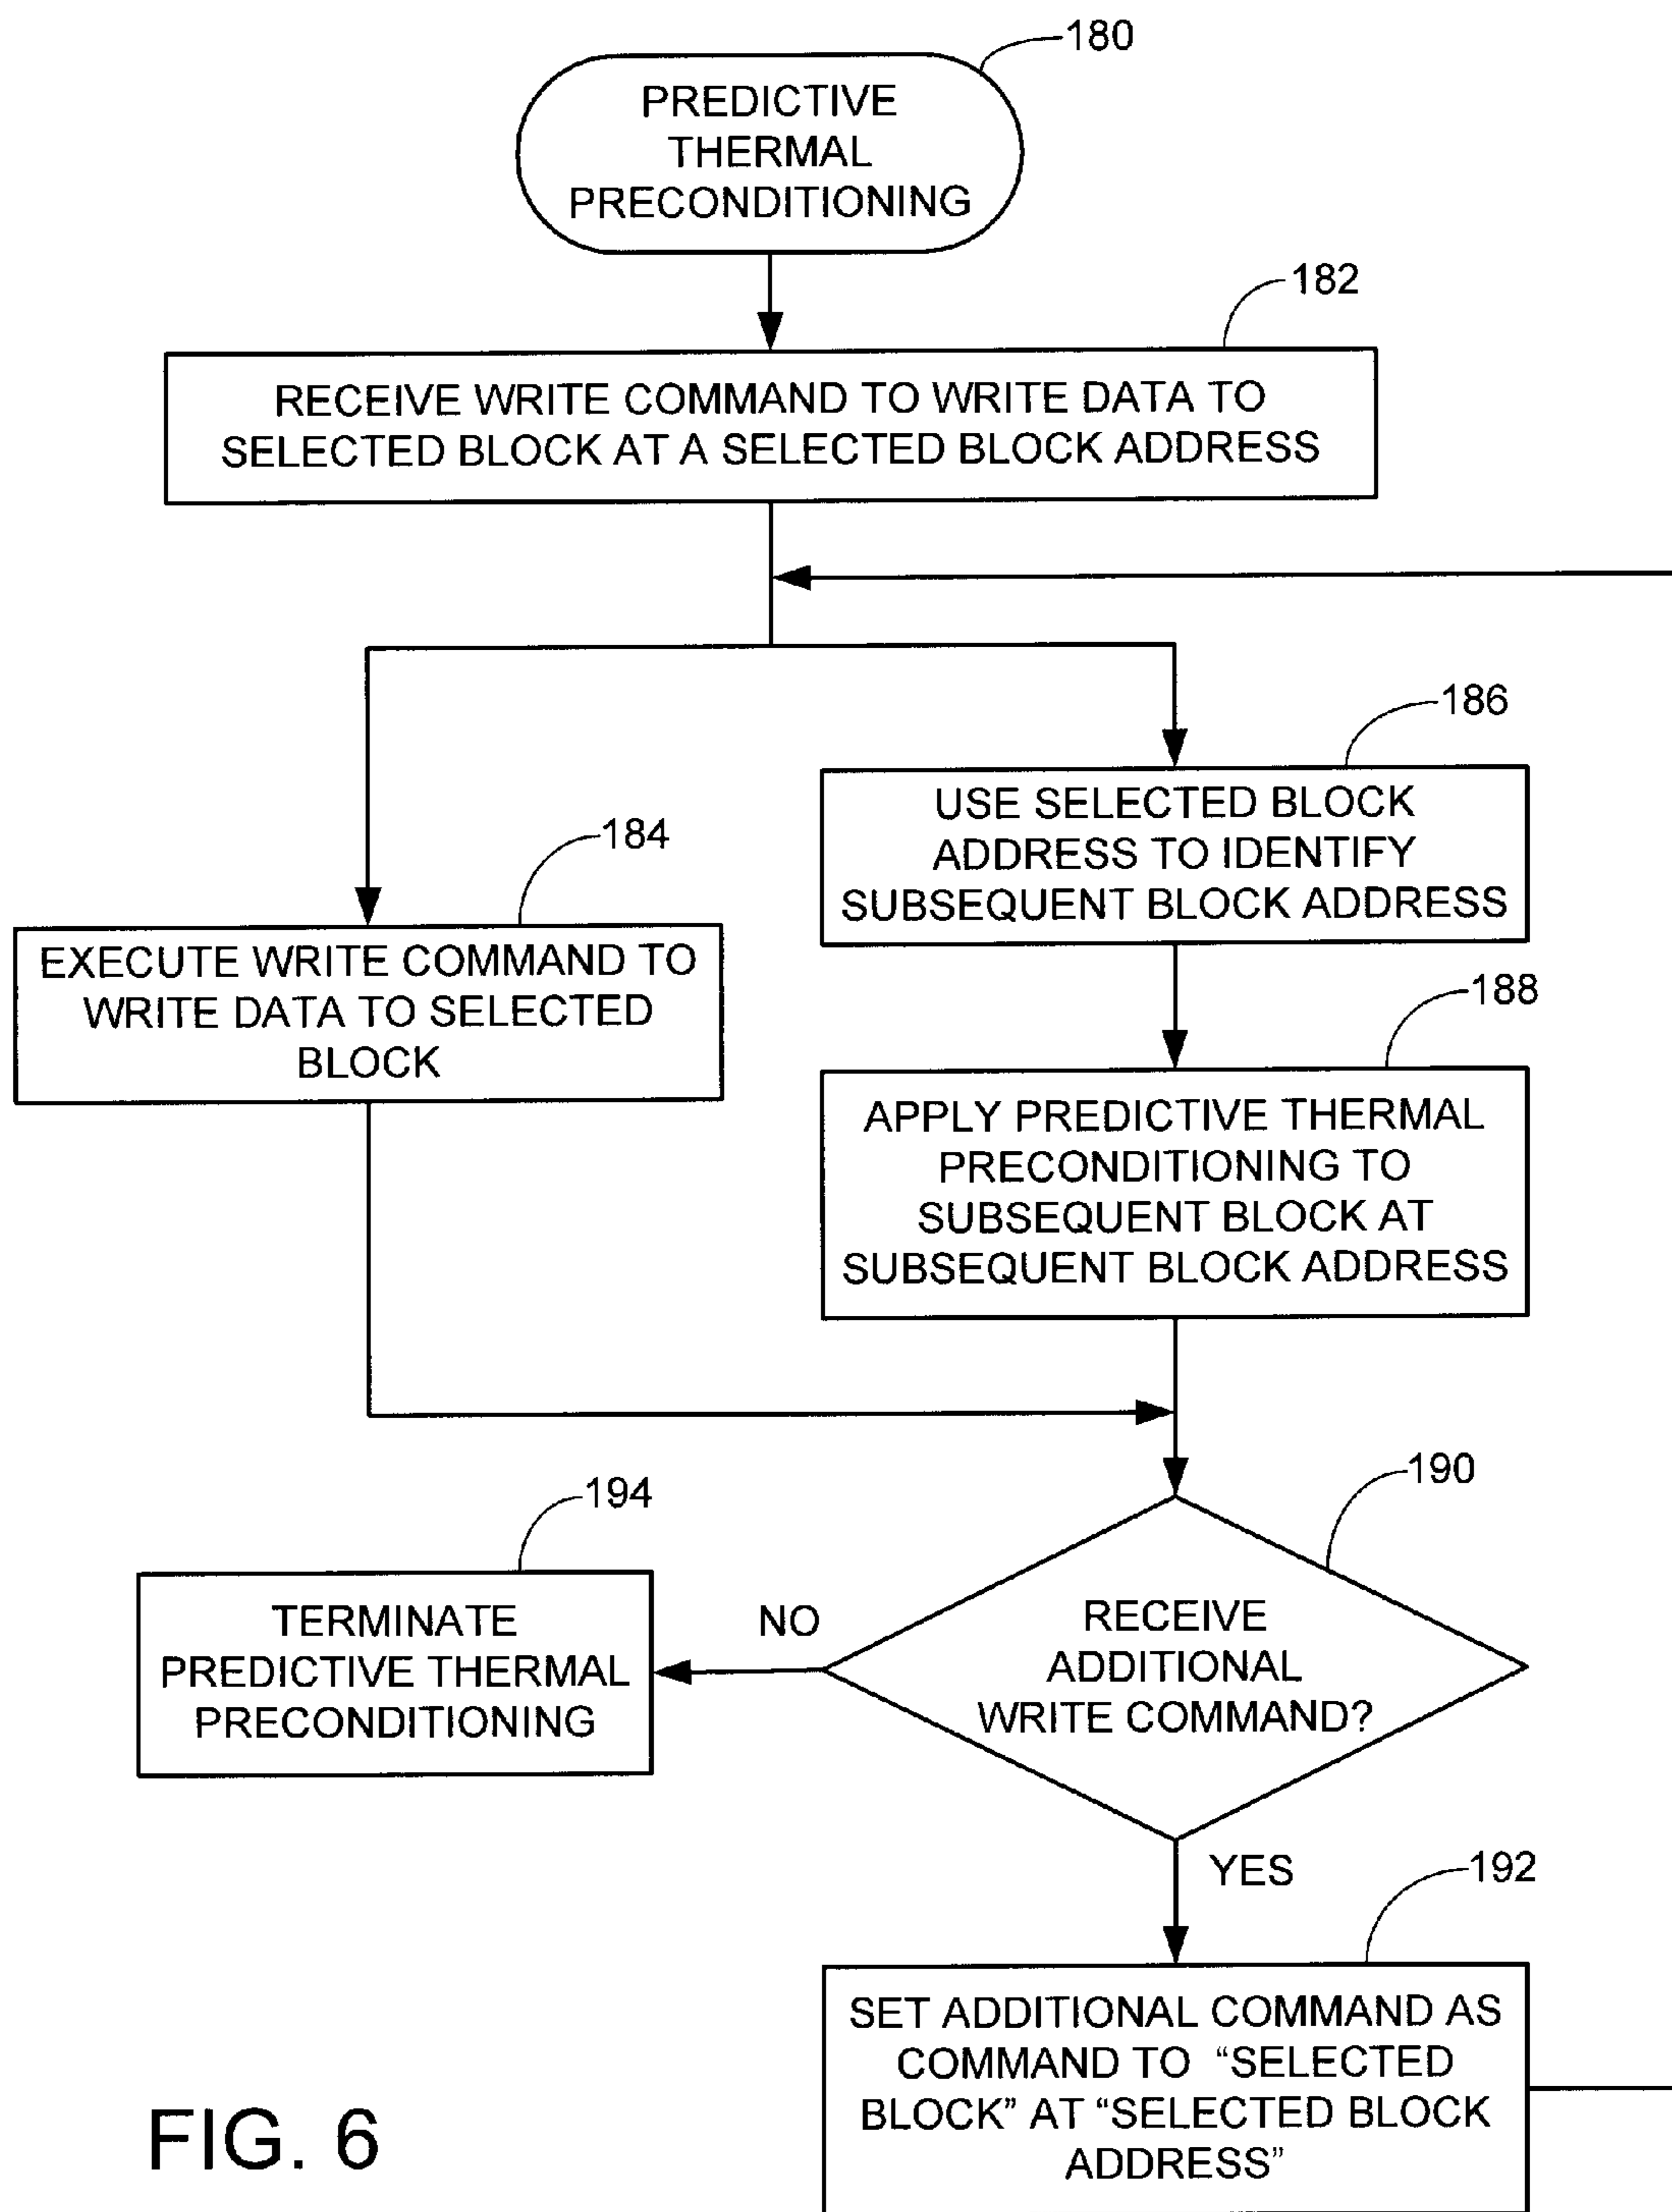 180
PREDICTIVE
THERMAL
PRECONDITIONING
182
RECEIVE WRITE COMMAND TO WRITE DATA TO
SELECTED BLOCK AT A SELECTED BLOCK ADDRESS
186
USE SELECTED BLOCK
ADDRESS TO IDENTIFY
SUBSEQUENT BLOCK ADDRESS
184
EXECUTE WRITE COMMAND TO
WRITE DATA TO SELECTED
BLOCK
188
APPLY PREDICTIVE THERMAL
PRECONDITIONING TO
SUBSEQUENT BLOCK AT
SUBSEQUENT BLOCK ADDRESS
190
RECEIVE
ADDITIONAL
WRITE COMMAND?
NO
194
TERMINATE
PREDICTIVE THERMAL
PRECONDITIONING
YES
192
SET ADDITIONAL COMMAND AS
COMMAND TO “SELECTED
BLOCK” AT “SELECTED BLOCK
ADDRESS”
FIG. 6